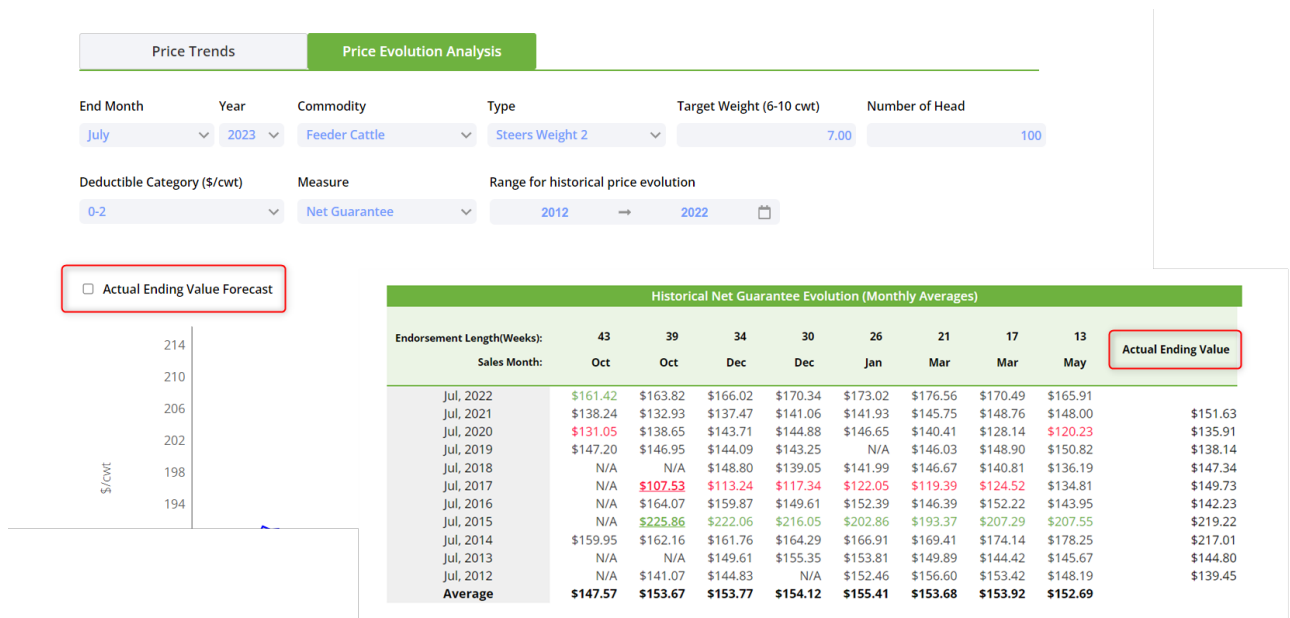 Price Trends Price Evolution Analysis
End Month Year Commodity Type Target Weight (6-10 cwt) Number of Head
July 2023 Feeder Cattle Steers Weight 2 7.00 100
Deductible Category ($/cwt) Measure Range for historical price evolution
0-2 Net Guarantee 2012 → 2022
Actual Ending Value Forecast
214
210
206
202
198
194
$/cwt
Historical Net Guarantee Evolution (Monthly Averages)
Endorsement Length(Weeks): 43 39 34 30 26 21 17 13 Actual Ending Value
Sales Month: Oct Oct Dec Dec Jan Mar Mar May
Jul, 2022 $161.42 $163.82 $166.02 $170.34 $173.02 $176.56 $170.49 $165.91
Jul, 2021 $138.24 $132.93 $137.47 $141.06 $141.93 $145.75 $148.76 $148.00 $151.63
Jul, 2020 $131.05 $138.65 $143.71 $144.88 $146.65 $140.41 $128.14 $120.23 $135.91
Jul, 2019 $147.20 $146.95 $144.09 $143.25 N/A $146.03 $148.90 $150.82 $138.14
Jul, 2018 N/A N/A $148.80 $139.05 $141.99 $146.67 $140.81 $136.19 $147.34
Jul, 2017 N/A $107.53 $113.24 $117.34 $122.05 $119.39 $124.52 $134.81 $149.73
Jul, 2016 N/A $164.07 $159.87 $149.61 $152.39 $146.39 $152.22 $143.95 $142.23
Jul, 2015 N/A $225.86 $222.06 $216.05 $202.86 $193.37 $207.29 $207.55 $219.22
Jul, 2014 $159.95 $162.16 $161.76 $164.29 $166.91 $169.41 $174.14 $178.25 $217.01
Jul, 2013 N/A N/A $149.61 $155.35 $153.81 $149.89 $144.42 $145.67 $144.80
Jul, 2012 N/A $141.07 $144.83 N/A $152.46 $156.60 $153.42 $148.19 $139.45
Average $147.57 $153.67 $153.77 $154.12 $155.41 $153.68 $153.92 $152.69